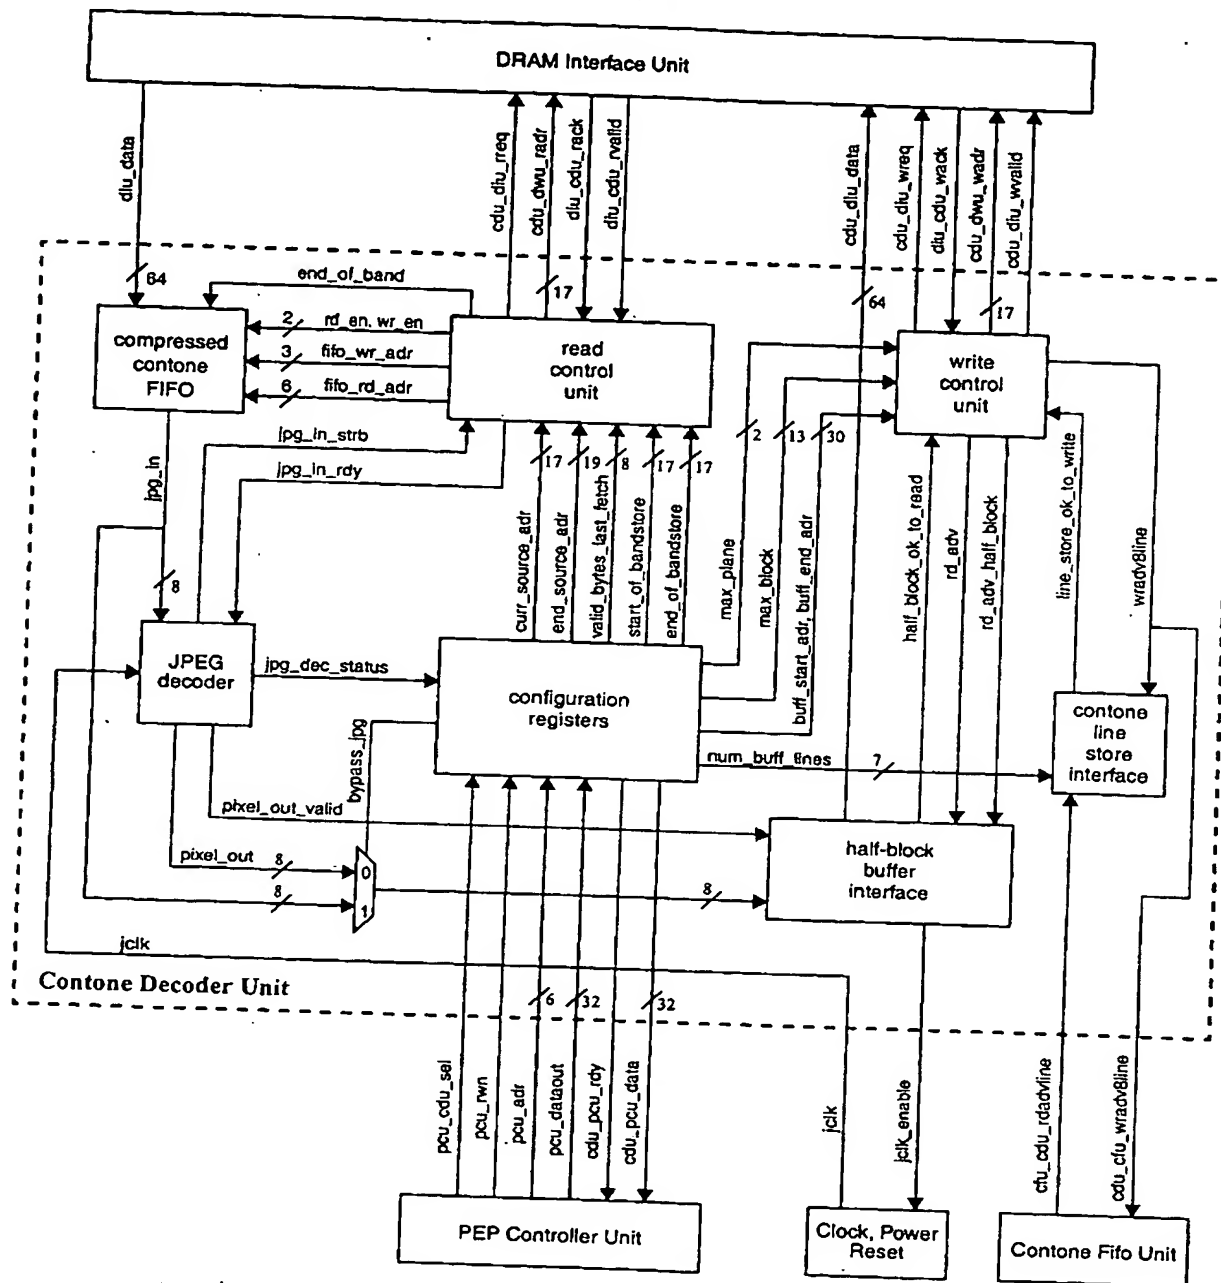 DRAM Interface Unit
diu_data
cdu_diu_rreq
cdu_dwu_radr
diu_cdu_rack
diu_cdu_rvalid
cdu_diu_data
cdu_diu_wreq
diu_cdu_wack
cdu_dwu_wadr
cdu_diu_wvalid
64
end_of_band
17
64
17
compressed
contone
FIFO
2
rd_en, wr_en
3
fifo_wr_adr
6
fifo_rd_adr
read
control
unit
write
control
unit
jpg_in
jpg_in_strb
jpg_in_rdy
8
17
19
8
17
17
2
13
30
curr_source_adr
end_source_adr
valid_bytes_last_fetch
start_of_bandstore
end_of_bandstore
max_plane
max_block
buff_start_adr, buff_end_adr
half_block_ok_to_read
rd_adv
rd_adv_half_block
line_store_ok_to_write
wradv8line
JPEG
decoder
jpg_dec_status
configuration
registers
contone
line
store
interface
bypass_jpg
num_buff_lines
7
pixel_out_valid
pixel_out
8
0
8
1
8
half-block
buffer
interface
jclk
Contone Decoder Unit
6
32
32
pcu_cdu_sel
pcu_rwn
pcu_adr
pcu_dataout
cdu_pcu_rdy
cdu_pcu_data
jclk
jclk_enable
cfu_cdu_rdadvline
cdu_cfu_wradv8line
PEP Controller Unit
Clock, Power
Reset
Contone Fifo Unit